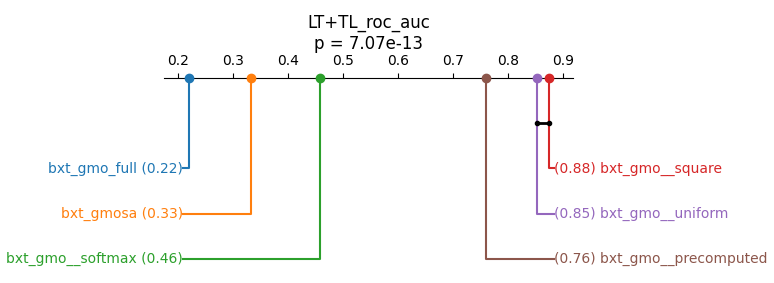 LT+TL_roc_auc
p = 7.07e-13
0.2 0.3 0.4 0.5 0.6 0.7 0.8 0.9
bxt_gmo_full (0.22)
(0.88) bxt_gmo__square
bxt_gmosa (0.33)
(0.85) bxt_gmo__uniform
bxt_gmo__softmax (0.46)
(0.76) bxt_gmo__precomputed